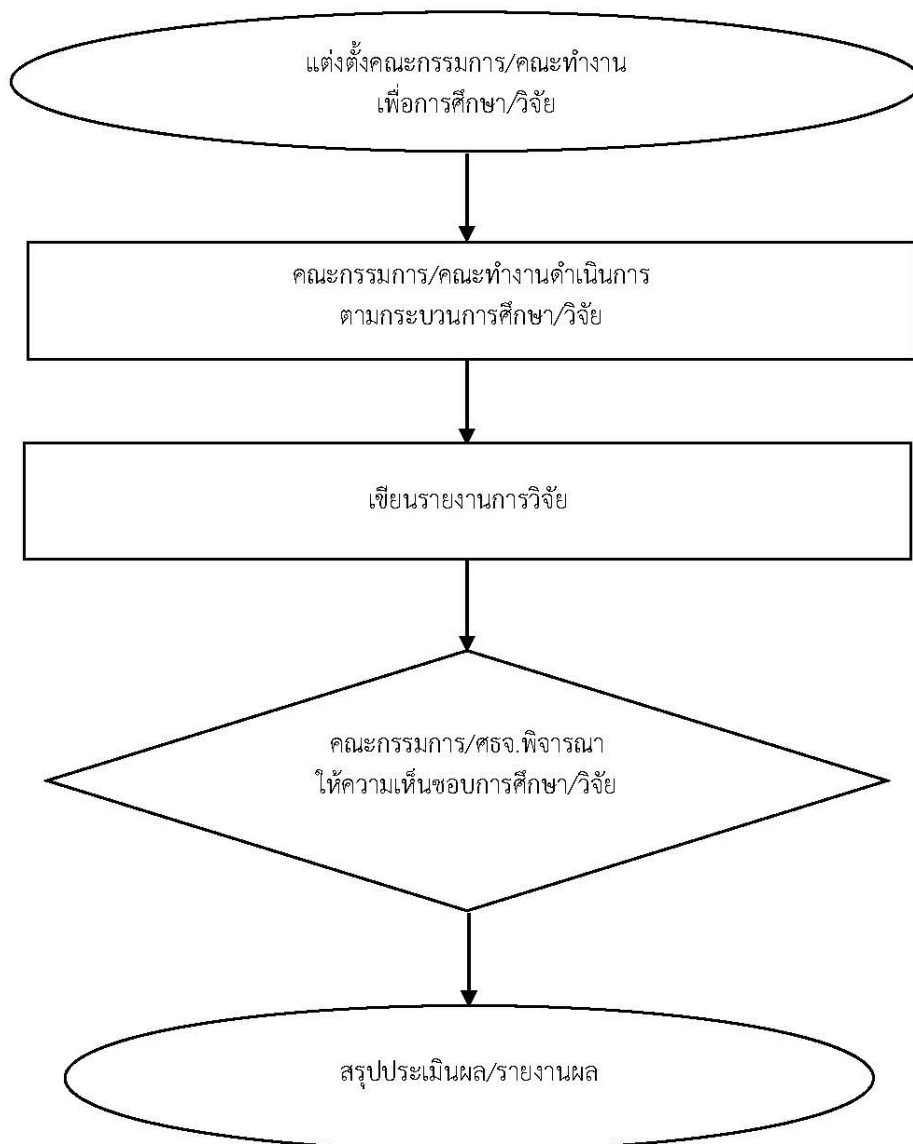 แต่งตั้งคณะกรรมการ/คณะทำงาน
เพื่อการศึกษา/วิจัย
คณะกรรมการ/คณะทำงานดำเนินการ
ตามกระบวนการศึกษา/วิจัย
เขียนรายงานการวิจัย
คณะกรรมการ/ศธจ.พิจารณา
ให้ความเห็นชอบการศึกษา/วิจัย
สรุปประเมินผล/รายงานผล